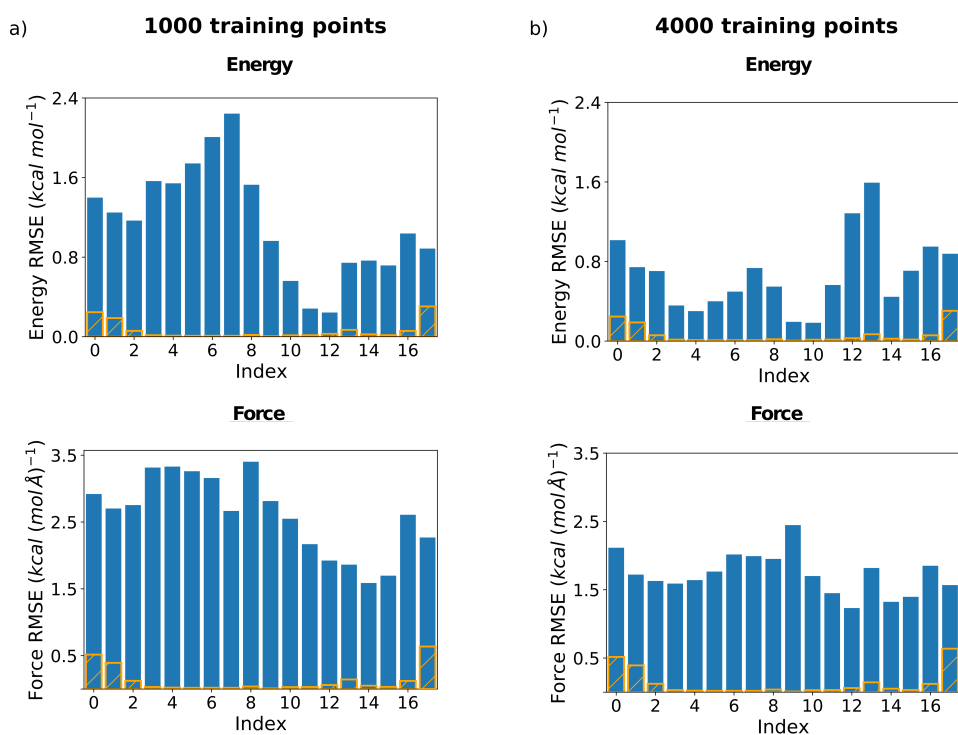 a)
1000 training points
Energy
Energy RMSE (kcal mol⁻¹)
2.4
1.6
0.8
0.0
0 2 4 6 8 10 12 14 16
Index
Force
Force RMSE (kcal (mol Å)⁻¹
3.5
2.5
1.5
0.5
0 2 4 6 8 10 12 14 16
Index
b)
4000 training points
Energy
Energy RMSE (kcal mol⁻¹)
2.4
1.6
0.8
0.0
0 2 4 6 8 10 12 14 16
Index
Force
Force RMSE (kcal (mol Å)⁻¹
3.5
2.5
1.5
0.5
0 2 4 6 8 10 12 14 16
Index